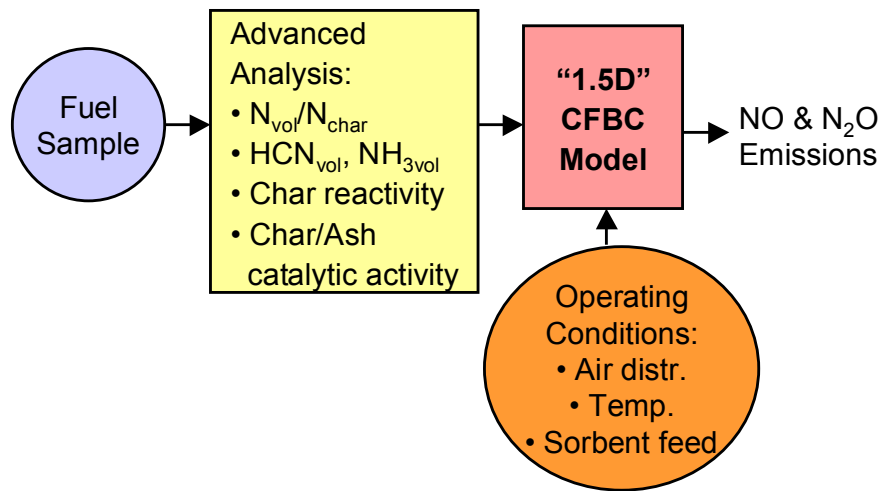 Fuel
Sample
Advanced
Analysis:
• Nvol/Nchar
• HCNvol, NH3vol
• Char reactivity
• Char/Ash
catalytic activity
“1.5D”
CFBC
Model
NO & N2O
Emissions
Operating
Conditions:
• Air distr.
• Temp.
• Sorbent feed